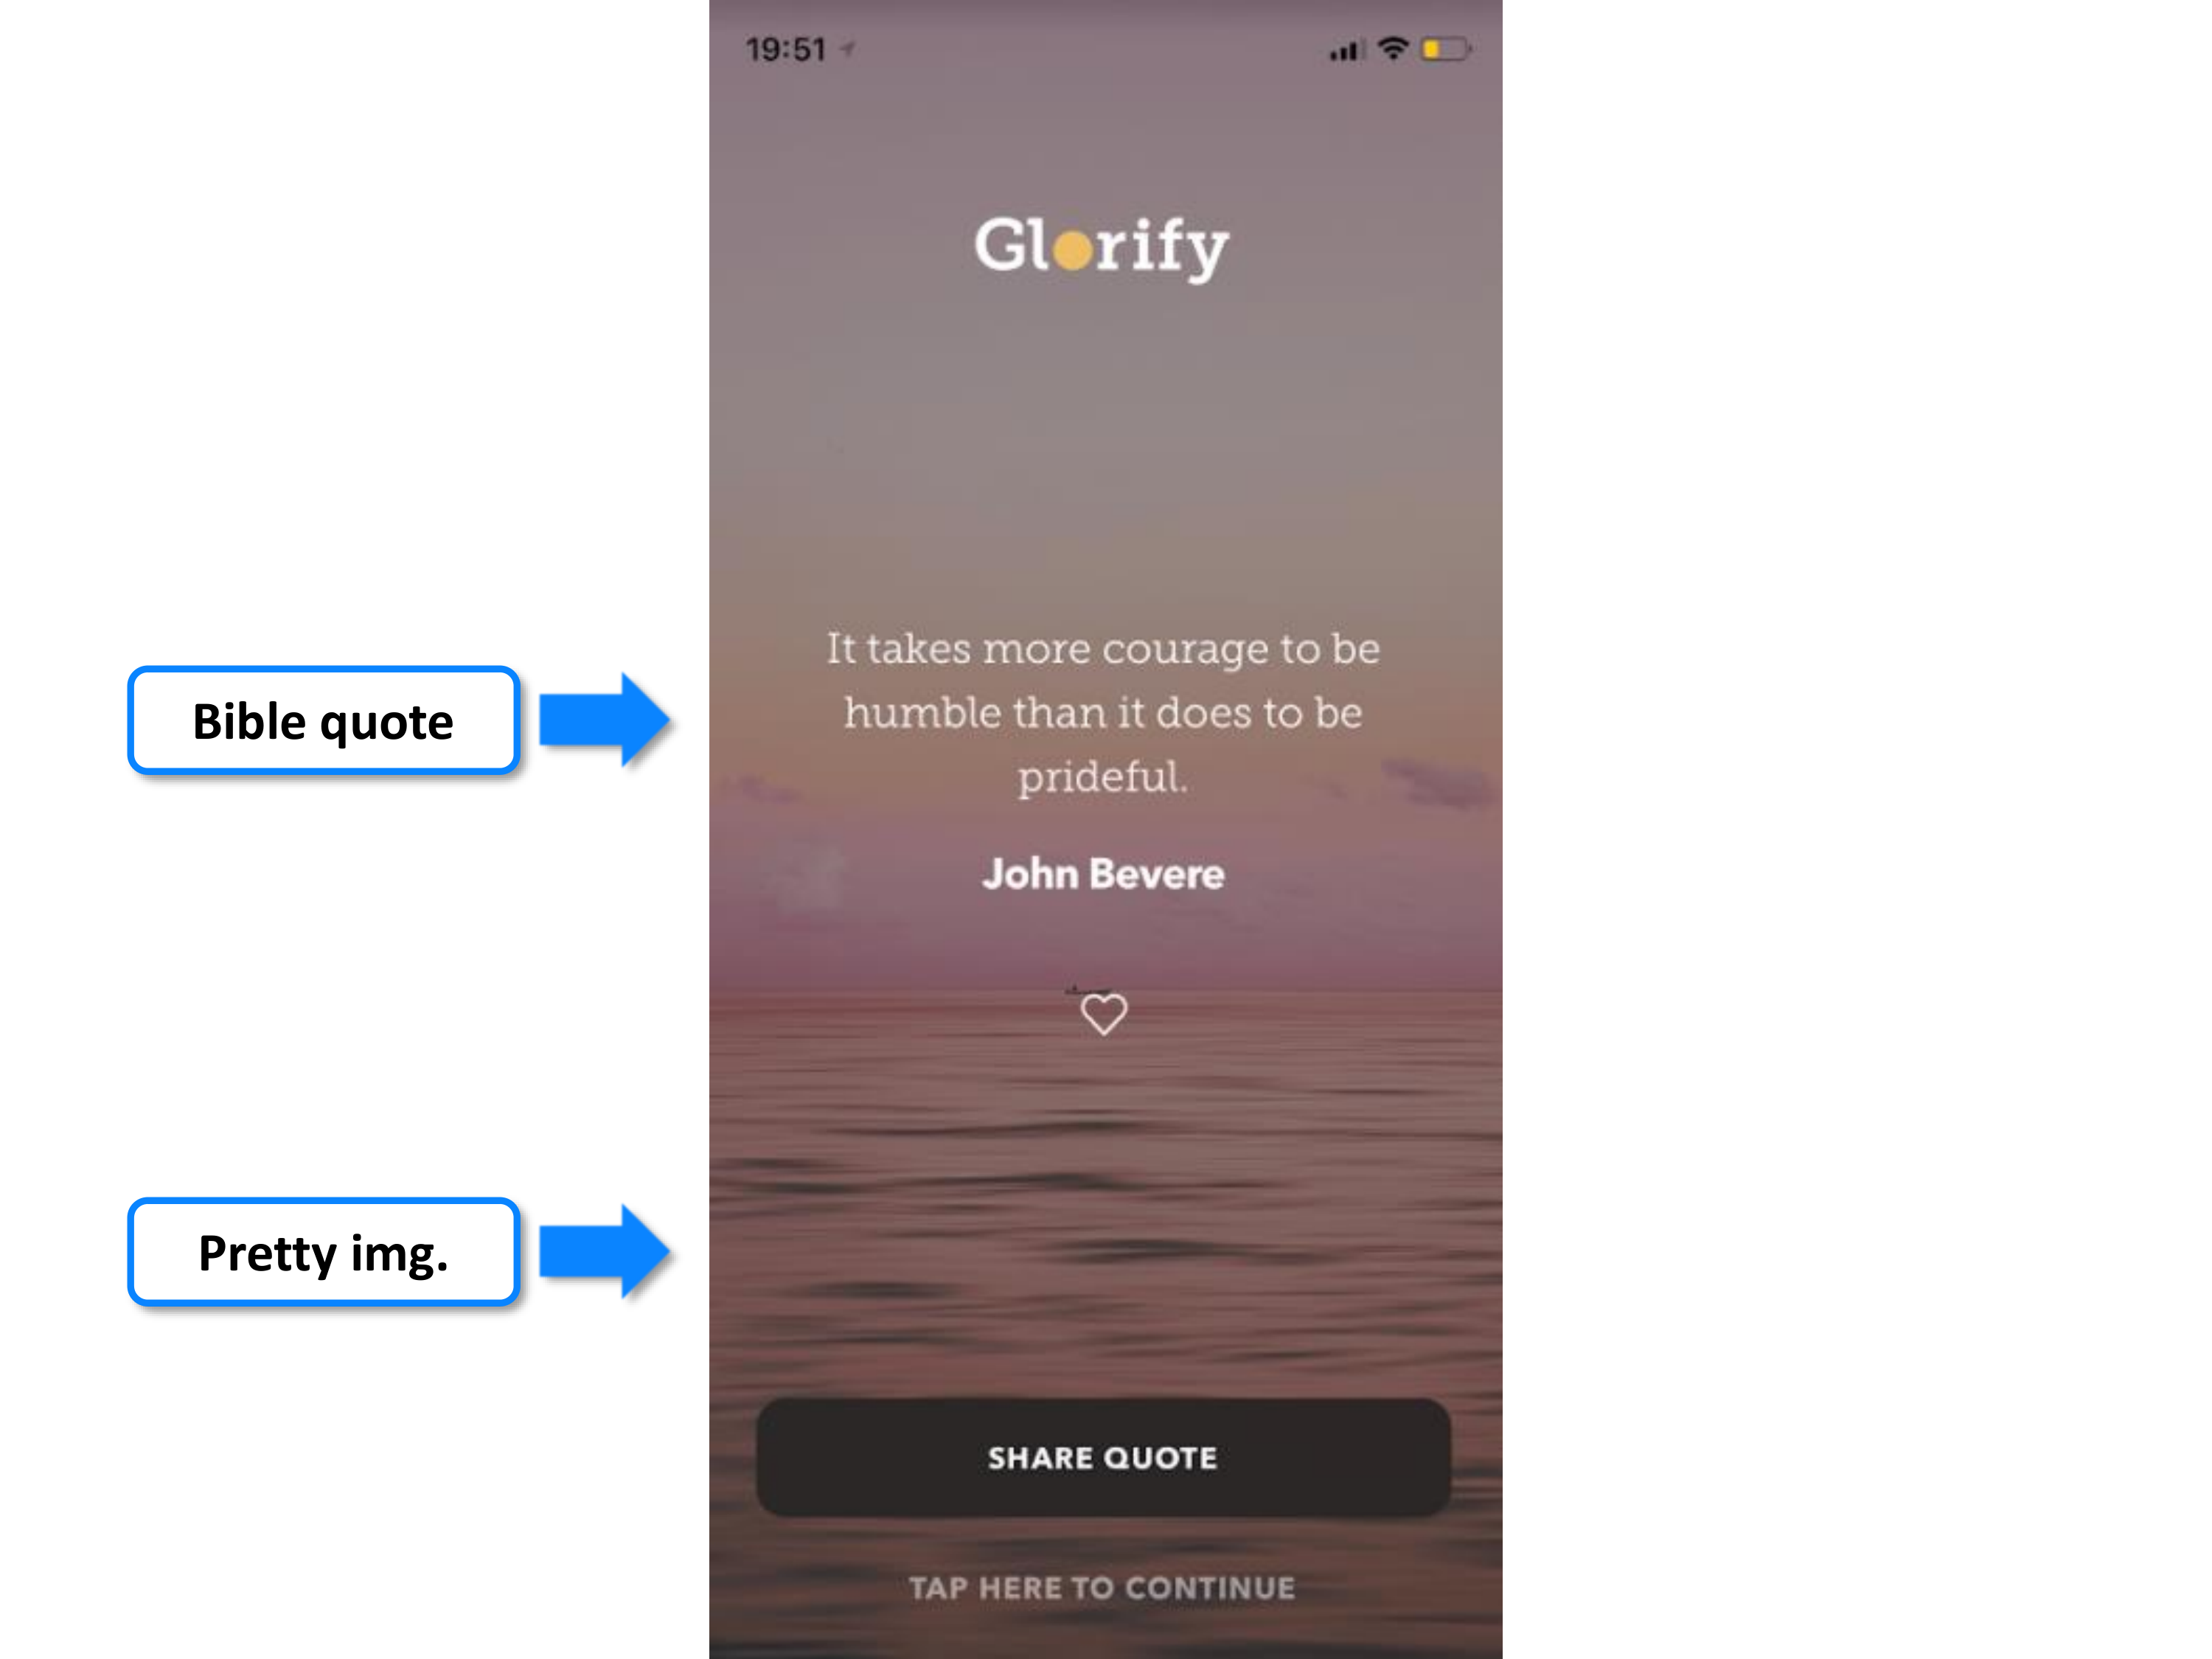 19:51
Glorify
It takes more courage to be
humble than it does to be
prideful.
John Bevere
Bible quote
Pretty img.
SHARE QUOTE
TAP HERE TO CONTINUE